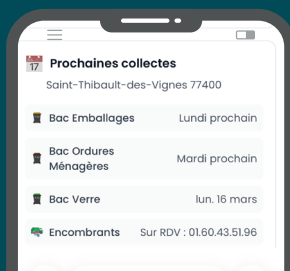 17
Prochaines collectes
Saint-Thibault-des-Vignes 77400
Bac Emballages Lundi prochain
Bac Ordures
Ménagères
Mardi prochain
Bac Verre lun. 16 mars
Encombrants Sur RDV : 01.60.43.51.96